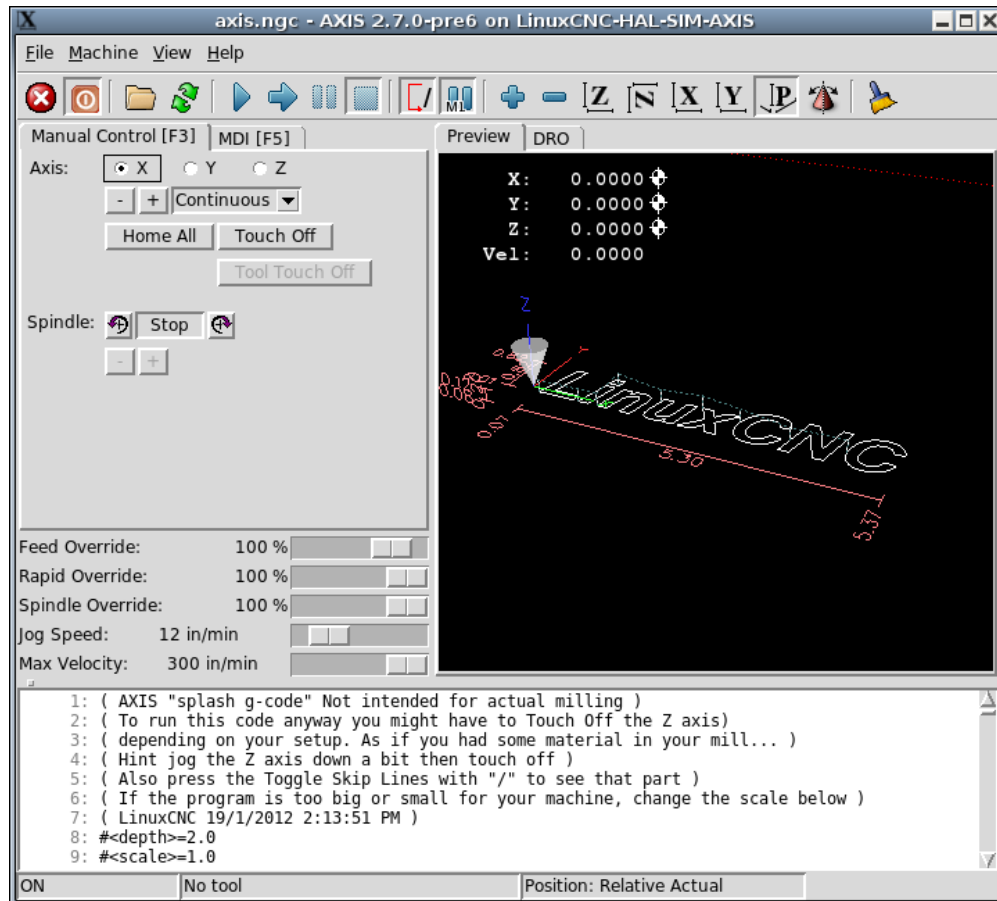 axis.ngc - AXIS 2.7.0-pre6 on LinuxCNC-HAL-SIM-AXIS
File Machine View Help
M1 Z N X Y P
Manual Control [F3] MDI [F5]
Axis: X Y Z
- + Continuous
Home All Touch Off
Tool Touch Off
Spindle: Stop
- +
Feed Override: 100 %
Rapid Override: 100 %
Spindle Override: 100 %
Jog Speed: 12 in/min
Max Velocity: 300 in/min
Preview DRO
X: 0.0000
Y: 0.0000
Z: 0.0000
Vel: 0.0000
Z
Y
LinuxCNC
0.07
5.30
5.37
1: ( AXIS "splash g-code" Not intended for actual milling )
2: ( To run this code anyway you might have to Touch Off the Z axis)
3: ( depending on your setup. As if you had some material in your mill... )
4: ( Hint jog the Z axis down a bit then touch off )
5: ( Also press the Toggle Skip Lines with "/" to see that part )
6: ( If the program is too big or small for your machine, change the scale below )
7: ( LinuxCNC 19/1/2012 2:13:51 PM )
8: #<depth>=2.0
9: #<scale>=1.0
ON No tool Position: Relative Actual